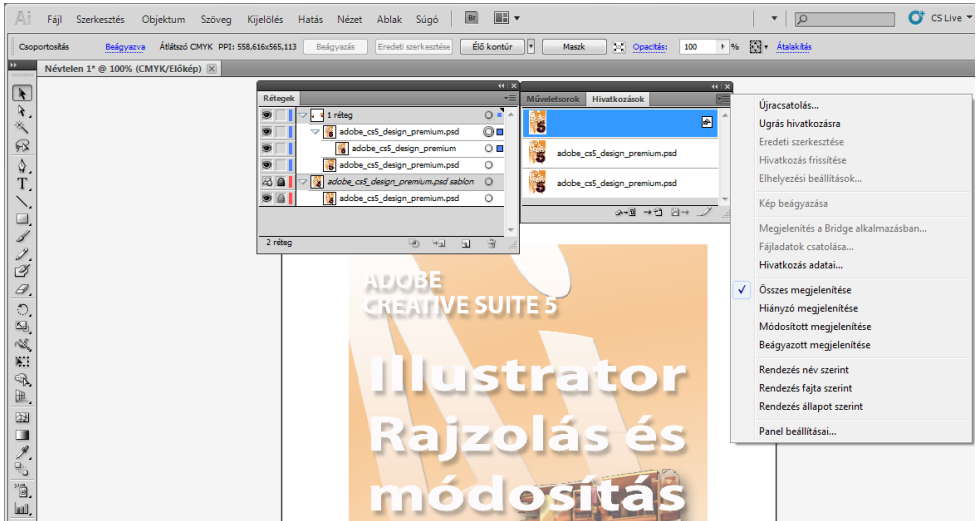 Ai Fájl Szerkesztés Objektum Szöveg Kijelölés Hatás Nézet Ablak Súgó Br CS Live
Csoportosítás Beágyazva Átlátszó CMYK PPI: 558,616x565,113 Beágyazás Eredeti szerkesztése Élő kontúr Maszk Opacitás: 100 % Átalakítás
Névtelen 1* @ 100% (CMYK/Előkép)
Rétegek
1 réteg
adobe_cs5_design_premium.psd
adobe_cs5_design_premium
adobe_cs5_design_premium.psd
adobe_cs5_design_premium.psd sablon
adobe_cs5_design_premium.psd
2 réteg
Műveletsorok Hivatkozások
adobe_cs5_design_premium.psd
adobe_cs5_design_premium.psd
Újracsatolás...
Ugrás hivatkozásra
Eredeti szerkesztése
Hivatkozás frissítése
Elhelyezési beállítások...
Kép beágyazása
Megjelenítés a Bridge alkalmazásban...
Fájladatok csatolása...
Hivatkozás adatai...
Összes megjelenítése
Hiányzó megjelenítése
Módosított megjelenítése
Beágyazott megjelenítése
Rendezés név szerint
Rendezés fajta szerint
Rendezés állapot szerint
Panel beállításai...
ADOBE
CREATIVE SUITE 5
Illustrator
Rajzolás és
módosítás